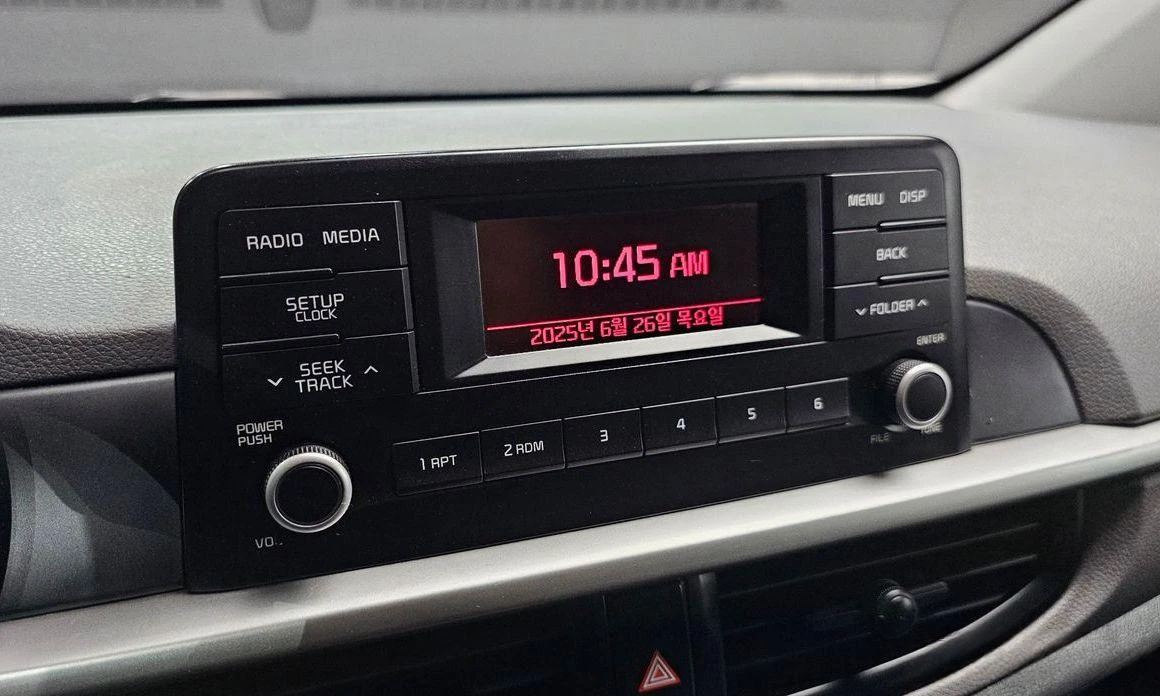 RADIO MEDIA
SETUP
CLOCK
SEEK
TRACK
POWER
PUSH
10:45 AM
2025년 6월 26일 목요일
MENU DISP
BACK
FOLDER
ENTER
1 RPT
2 RDM
3
4
5
6
FILE
TUNE